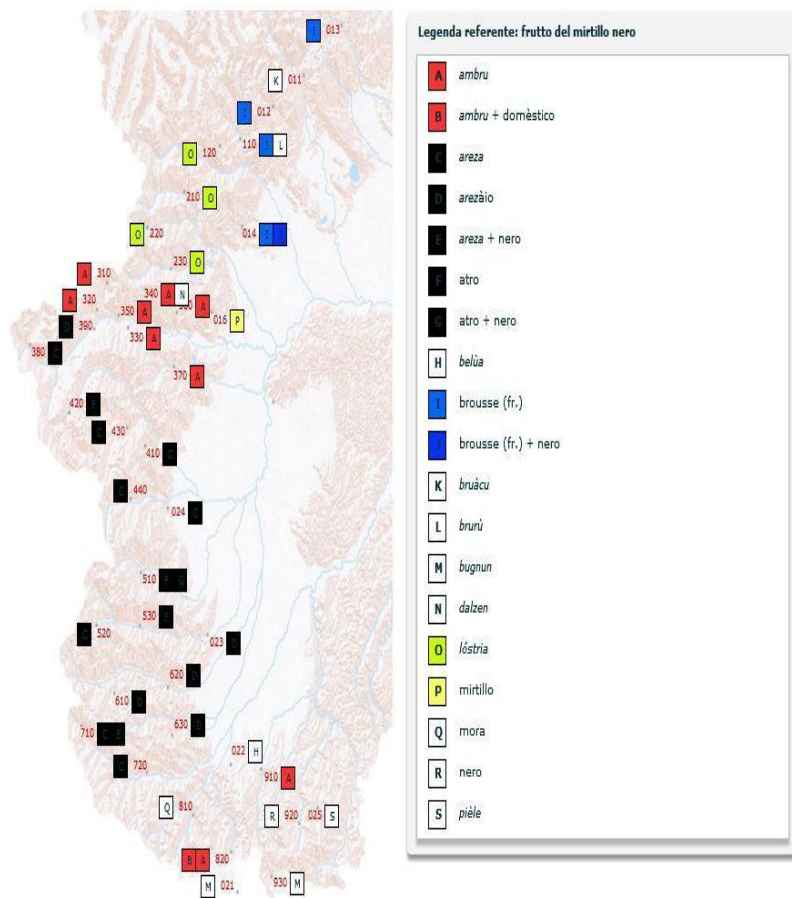 I 013
K 011
I 012
110 I L
O 120
210 O
O 220
014 I
230 O
A 310
A 320
340 A N
350 A
A
016 P
D 390
330 A
380 C
370 A
420
430
410 C
C 440
024 C
510 F G
530 F
C 520
023
620 D
610 D
710 C E
630 D
022 H
C 720
910 A
Q 810
R 920
025 S
B A 820
M 021
930 M
Legenda referente: frutto del mirtillo nero
A ambru
B ambru + domèstico
C areza
D arezàio
E areza + nero
F atro
G atro + nero
H belùa
I brousse (fr.)
J brousse (fr.) + nero
K bruàcu
L brurù
M bugnun
N dalzen
O lóstria
P mirtillo
Q mora
R nero
S pièle